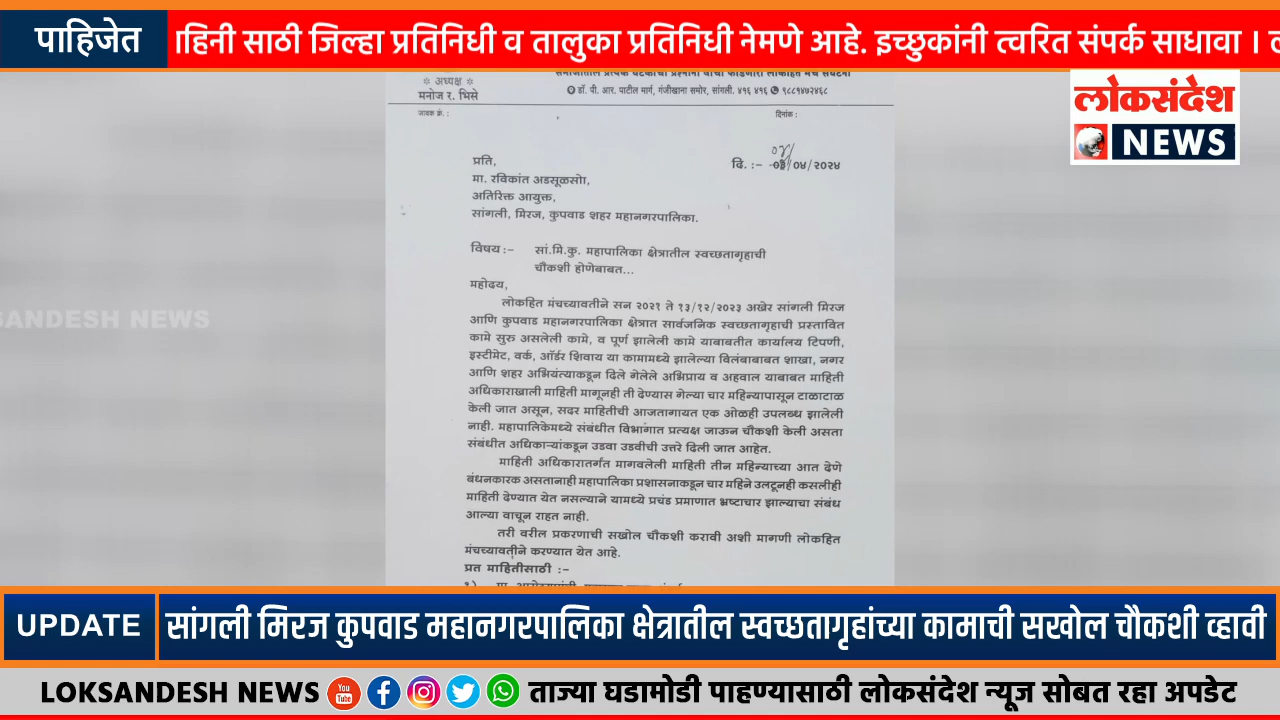 पाहिजेत
ाहिनी साठी जिल्हा प्रतिनिधी व तालुका प्रतिनिधी नेमणे आहे. इच्छुकांनी त्वरित संपर्क साधावा ।
लोकसंदेश
NEWS
अध्यक्ष
मनोज र. भिसे
डॉ. पी. आर. पाटील मार्ग, गंजीखाना समोर, सांगली. ४१६ ४१६ ९८८१४७२४६८
जावक क्रं. :
दिनांक :
प्रति,
दि. :- ०४/ ०४/२०२४
मा. रविकांत अडसूळसो,
अतिरिक्त आयुक्त,
सांगली, मिरज, कुपवाड शहर महानगरपालिका.
विषय :- सां.मि.कु. महापालिका क्षेत्रातील स्वच्छतागृहाची
चौकशी होणेबाबत...
महोदय,
लोकहित मंचच्यावतीने सन २०२१ ते १३/१२/२०२३ अखेर सांगली मिरज
आणि कुपवाड महानगरपालिका क्षेत्रात सार्वजनिक स्वच्छतागृहाची प्रस्तावित
कामे सुरु असलेली कामे, व पूर्ण झालेली कामे याबाबतीत कार्यालय टिपणी,
इस्टीमेट, वर्क, ऑर्डर शिवाय या कामामध्ये झालेल्या विलंबाबाबत शाखा, नगर
आणि शहर अभियंत्याकडून दिले गेलेले अभिप्राय व अहवाल याबाबत माहिती
अधिकाराखाली माहिती मागूनही ती देण्यास गेल्या चार महिन्यापासून टाळाटाळ
केली जात असून, सदर माहितीची आजतागायत एक ओळही उपलब्ध झालेली
नाही. महापालिकेमध्ये संबंधीत विभागात प्रत्यक्ष जाऊन चौकशी केली असता
संबंधीत अधिकाऱ्यांकडून उडवा उडवीची उत्तरे दिली जात आहेत.
माहिती अधिकारातर्गत मागवलेली माहिती तीन महिन्याच्या आत देणे
बंधनकारक असतानाही महापालिका प्रशासनाकडून चार महिने उलटूनही कसलीही
माहिती देण्यात येत नसल्याने यामध्ये प्रचंड प्रमाणात भ्रष्टाचार झाल्याचा संबंध
आल्या वाचून राहत नाही.
तरी वरील प्रकरणाची सखोल चौकशी करावी अशी मागणी लोकहित
मंचच्यावतीने करण्यात येत आहे.
प्रत माहितीसाठी :-
SANDESH NEWS
UPDATE
सांगली मिरज कुपवाड महानगरपालिका क्षेत्रातील स्वच्छतागृहांच्या कामाची सखोल चौकशी व्हावी
LOKSANDESH NEWS You Tube ताज्या घडामोडी पाहण्यासाठी लोकसंदेश न्यूज सोबत रहा अपडेट